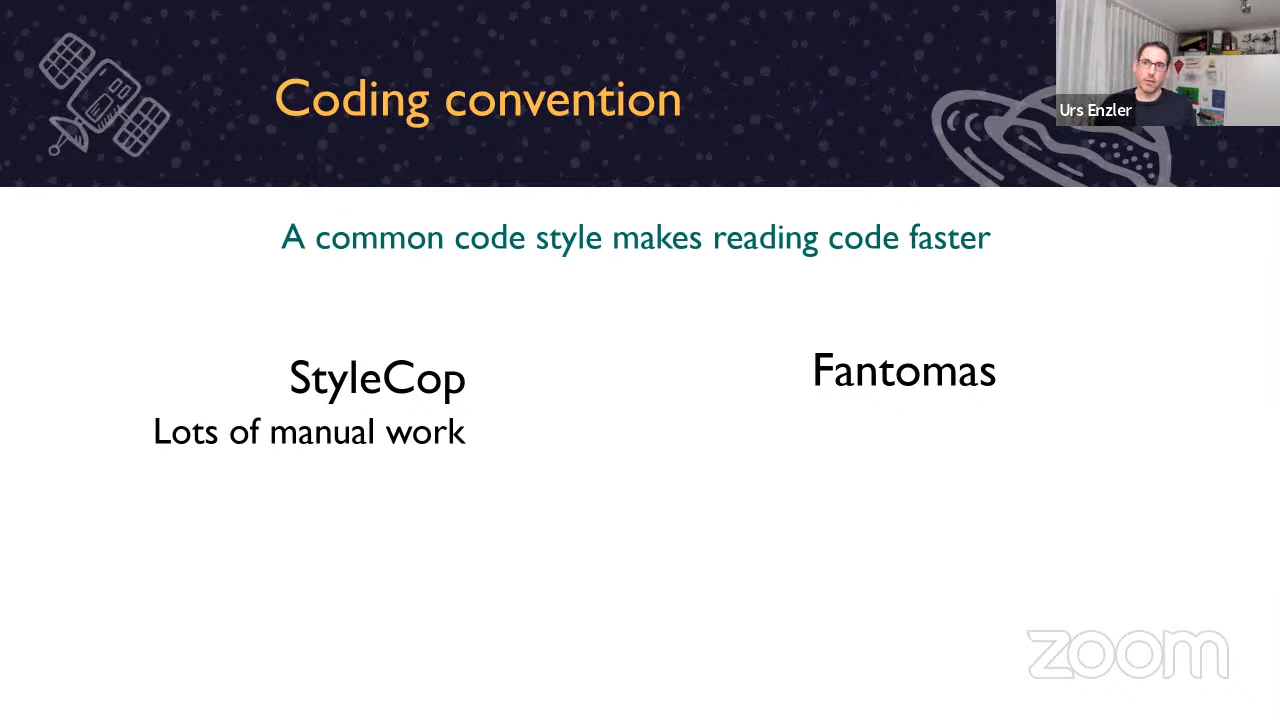 Coding convention
Urs Enzler
A common code style makes reading code faster
StyleCop
Lots of manual work
Fantomas
zoom